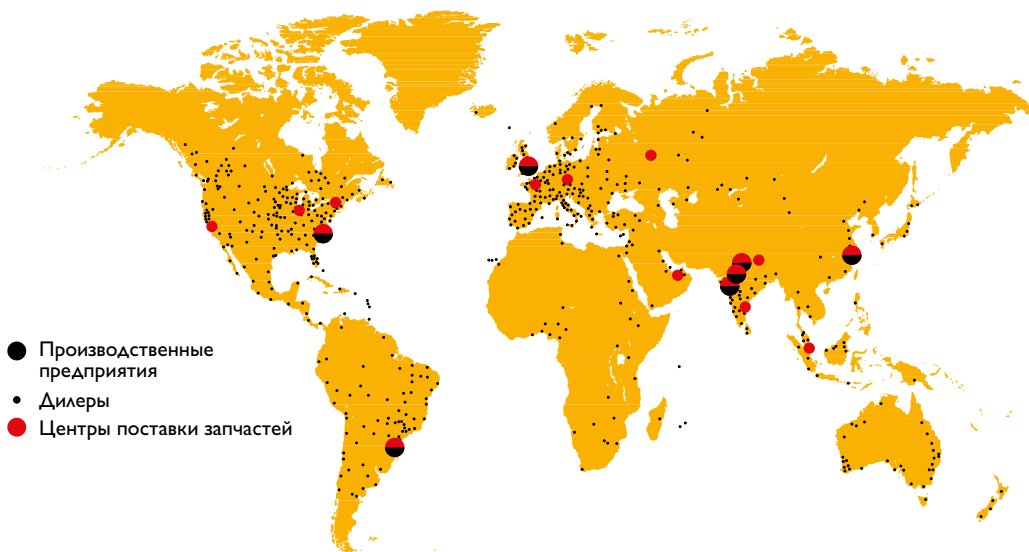 Производственные
предприятия
Дилеры
Центры поставки запчастей